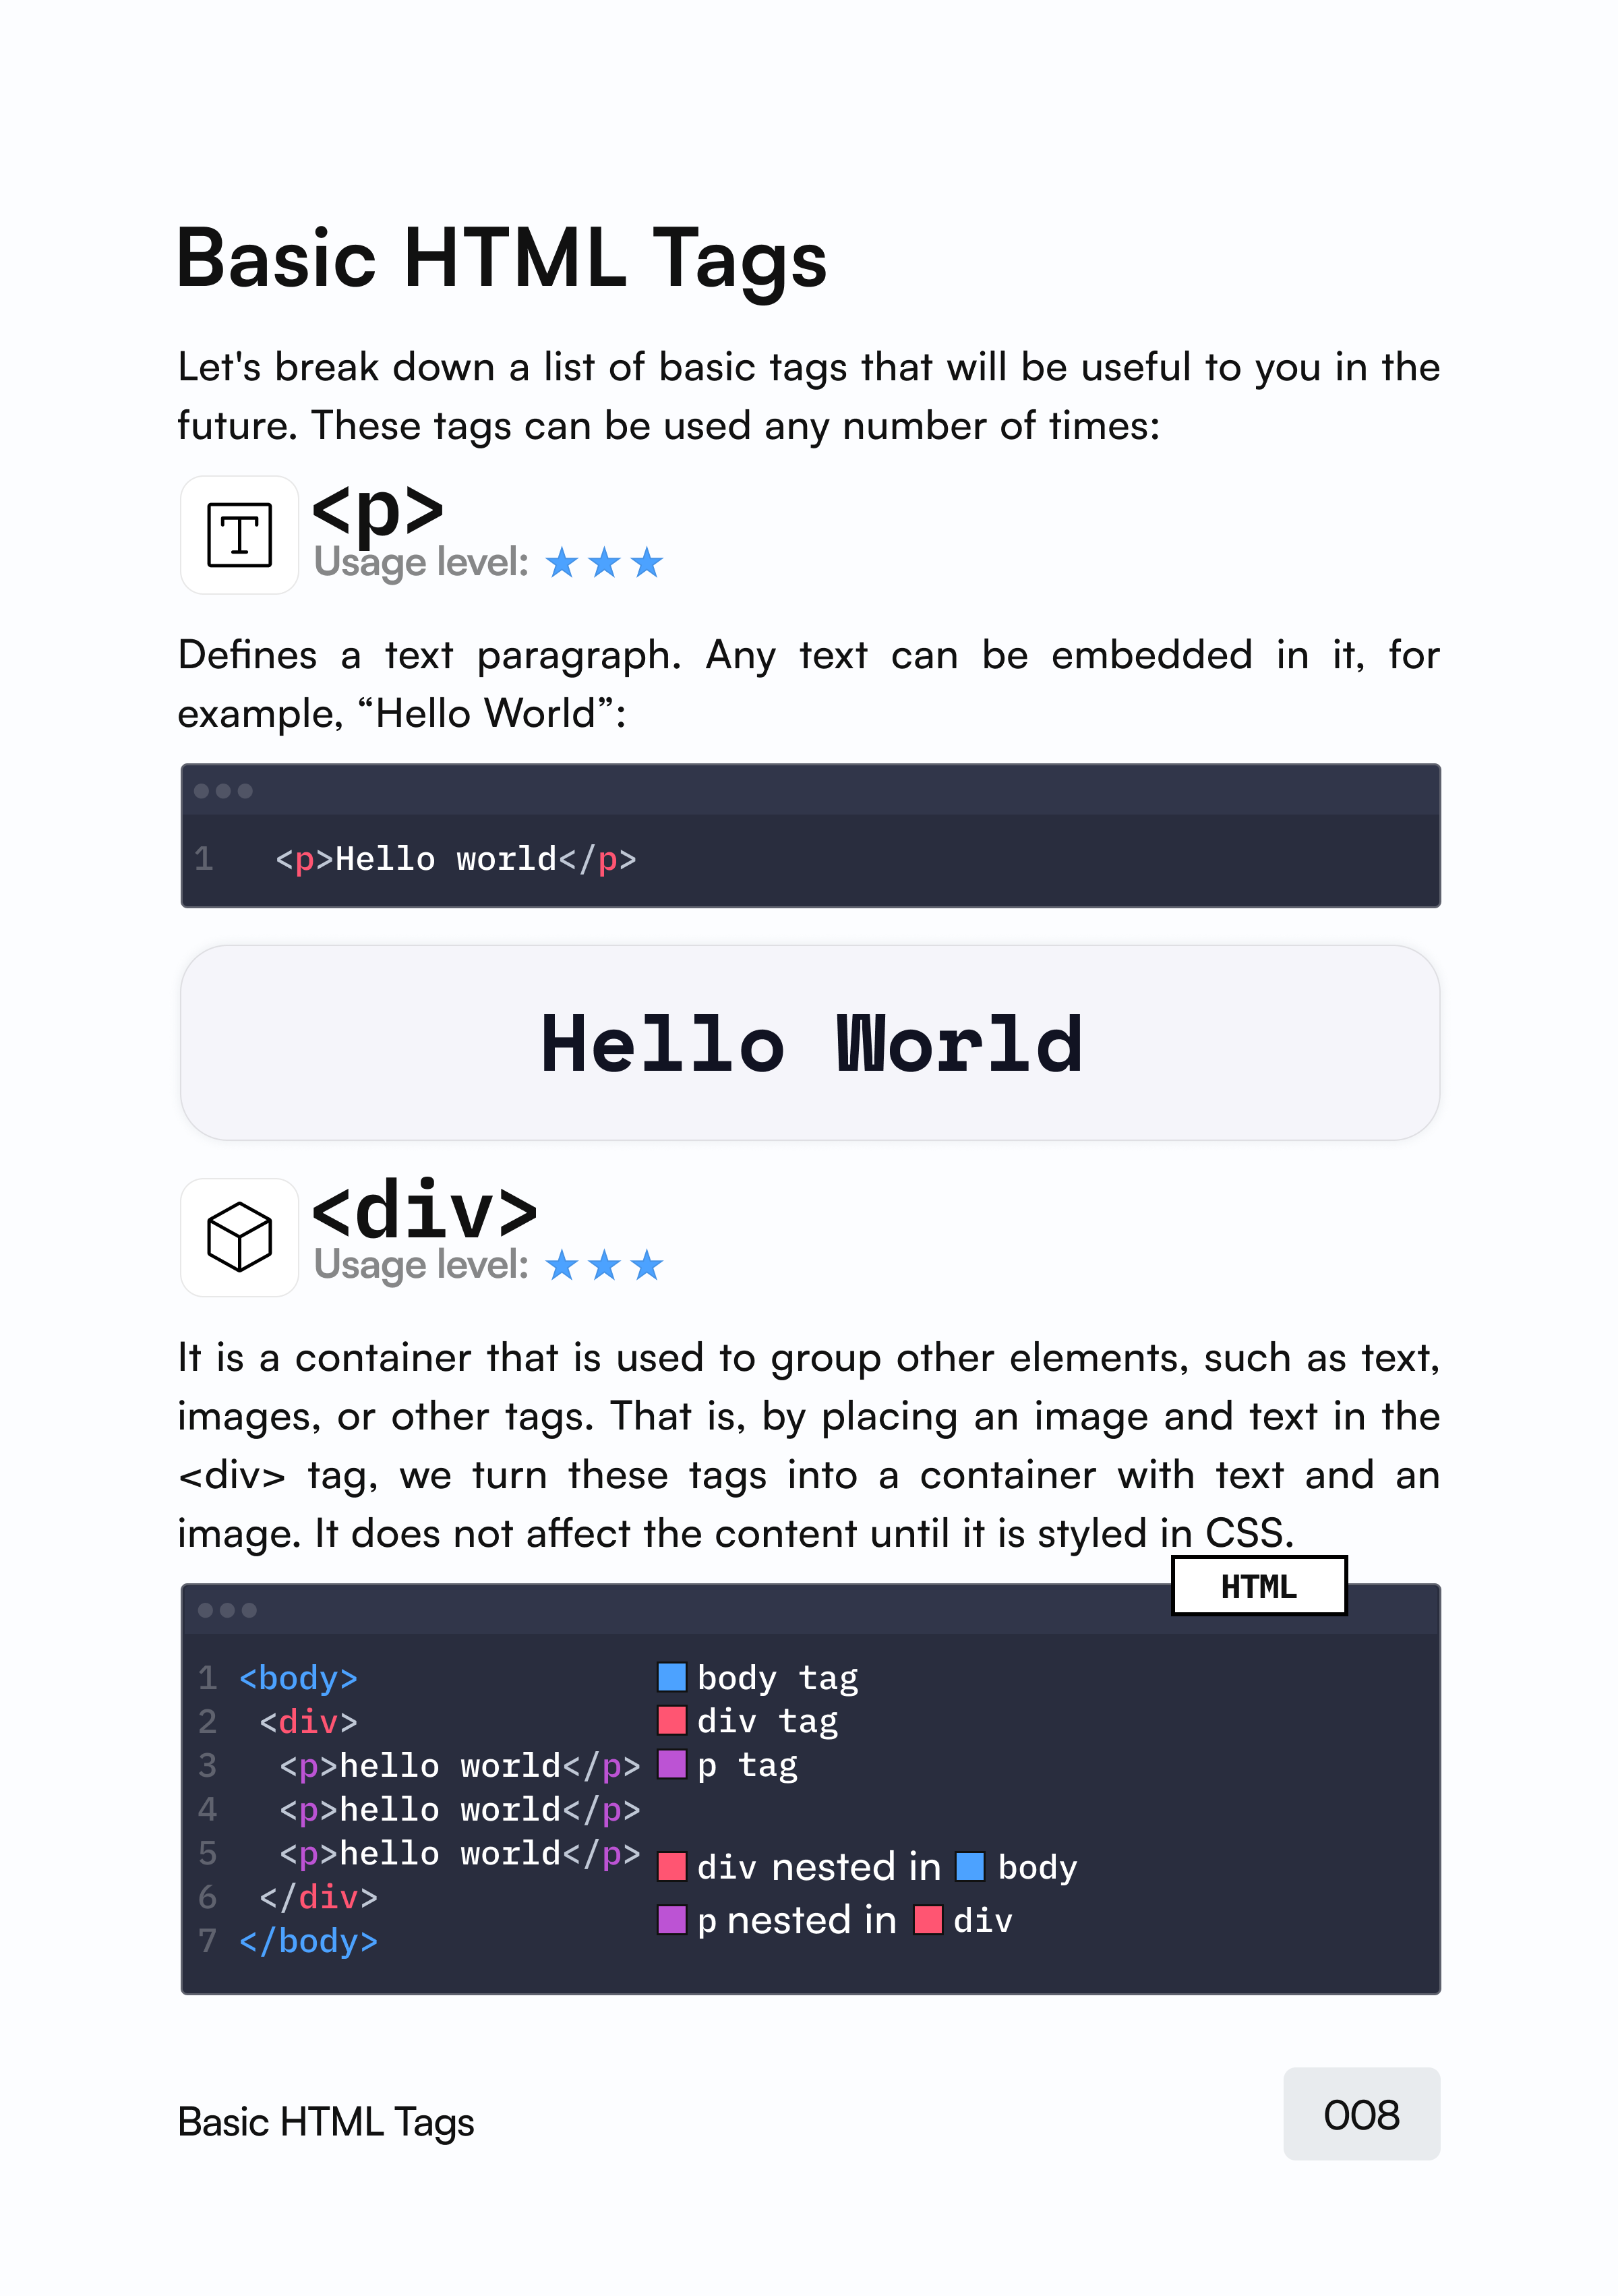 Basic HTML Tags
Let's break down a list of basic tags that will be useful to you in the
future. These tags can be used any number of times:
<p>
Usage level: ★ ★ ★
Defines a text paragraph. Any text can be embedded in it, for
example, “Hello World”:
1 <p>Hello world</p>
Hello World
<div>
Usage level: ★ ★ ★
It is a container that is used to group other elements, such as text,
images, or other tags. That is, by placing an image and text in the
<div> tag, we turn these tags into a container with text and an
image. It does not affect the content until it is styled in CSS.
HTML
1 <body>
2 <div>
3 <p>hello world</p>
4 <p>hello world</p>
5 <p>hello world</p>
6 </div>
7 </body>
body tag
div tag
p tag
div nested in body
p nested in div
Basic HTML Tags
008